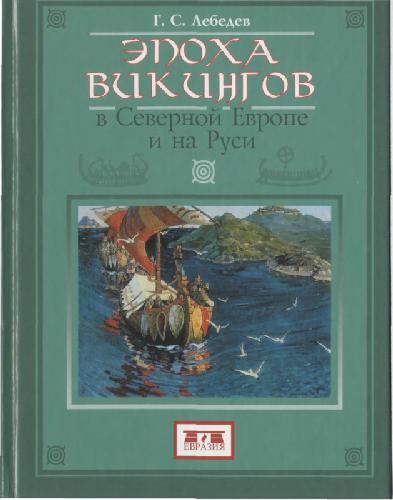 Г. С. Лебедев
ЭПОХА
ВИКИНГОВ
в Северной Европе
и на Руси
ЕВРАЗИЯ